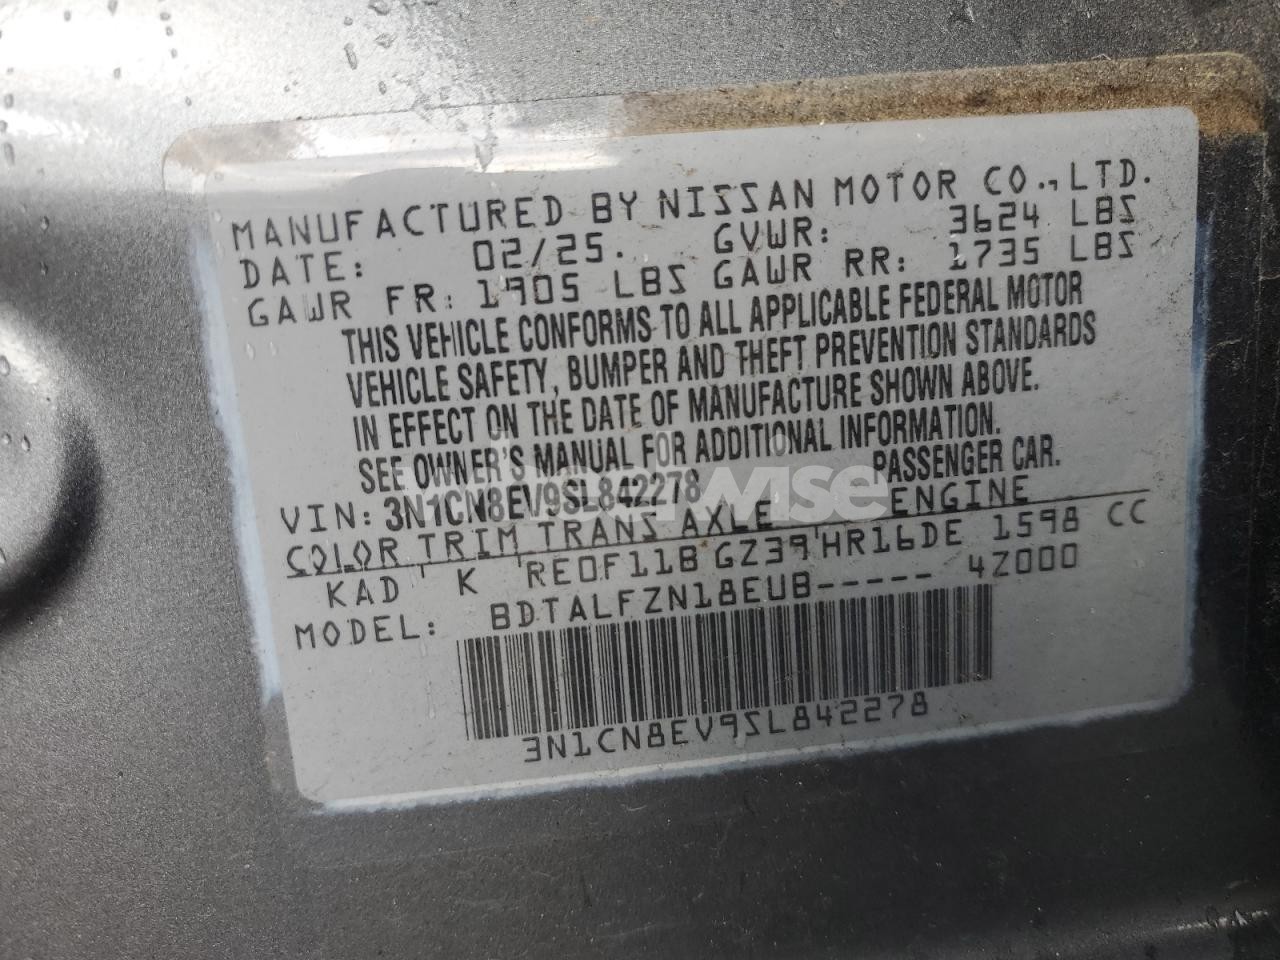 MANUFACTURED BY NISSAN MOTOR CO., LTD.
DATE: 02/25. GVWR: 3624 LBS
GAWR FR: 1905 LBS GAWR RR: 1735 LBS
THIS VEHICLE CONFORMS TO ALL APPLICABLE FEDERAL MOTOR
VEHICLE SAFETY, BUMPER AND THEFT PREVENTION STANDARDS
IN EFFECT ON THE DATE OF MANUFACTURE SHOWN ABOVE.
SEE OWNER'S MANUAL FOR ADDITIONAL INFORMATION.
VIN: 3N1CN8EV9SL842278 PASSENGER CAR.
COLOR TRIM TRANS AXLE ENGINE
KAD K RE0F11B GZ39 HR16DE 1598 CC
MODEL: BDTALFZN18EUB----- 4Z000
3N1CN8EV9SL842278